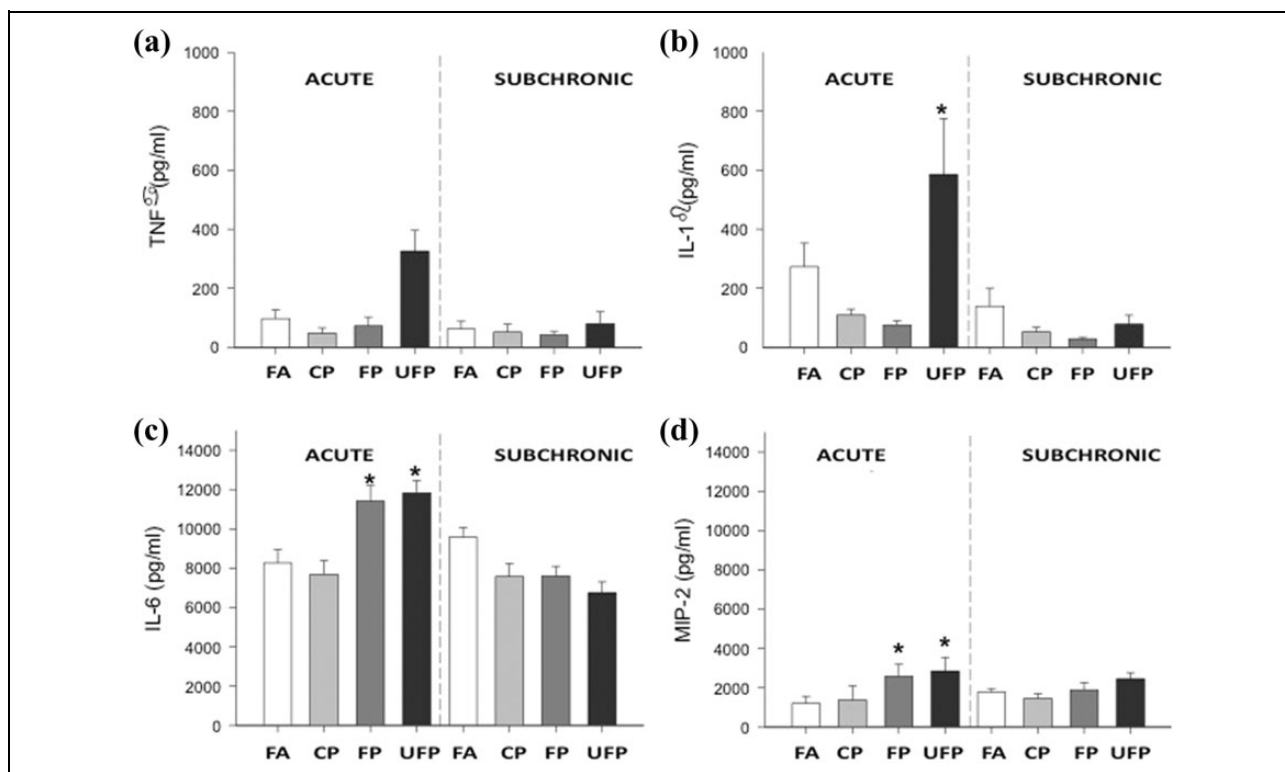 (a)
1000
800
600
400
200
0
TNF♋(pg/ml)
ACUTE
SUBCHRONIC
FA CP FP UFP FA CP FP UFP
(b)
1000
800
600
400
200
0
IL-1♌(pg/ml)
ACUTE
SUBCHRONIC
*
FA CP FP UFP FA CP FP UFP
(c)
14000
12000
10000
8000
6000
4000
2000
0
IL-6 (pg/ml)
ACUTE
SUBCHRONIC
* *
FA CP FP UFP FA CP FP UFP
(d)
14000
12000
10000
8000
6000
4000
2000
0
MIP-2 (pg/ml)
ACUTE
SUBCHRONIC
* *
FA CP FP UFP FA CP FP UFP